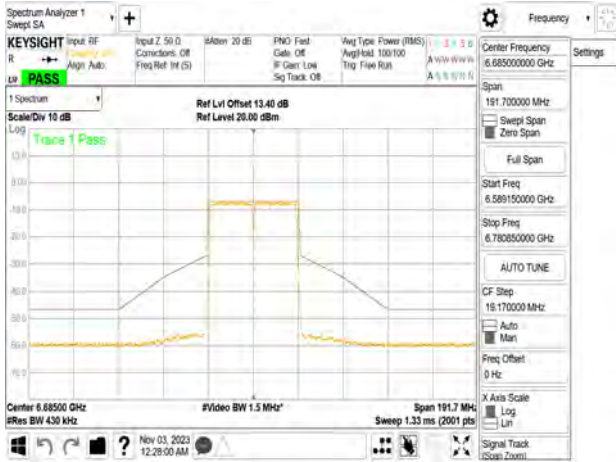 Spectrum Analyzer 1
Swept SA
+
Frequency
KEYSIGHT
Input: RF
Align: Auto
Input Z: 50 Ω
Corrections: Off
Freq Ref: Int (S)
#Atten: 20 dB
PNO: Fast
Gate: Off
IF Gain: Low
Sig Track: Off
Avg Type: Power (RMS)
Avg|Hold: 100/100
Trig: Free Run
R
PASS
1 Spectrum
Scale/Div 10 dB
Ref Lvl Offset 13.40 dB
Ref Level 20.00 dBm
Log
Trace 1 Pass
Center 6.68500 GHz
#Res BW 430 kHz
#Video BW 1.5 MHz*
Span 191.7 MHz
Sweep 1.33 ms (2001 pts)
Nov 03, 2023
12:28:00 AM
?
Center Frequency
6.685000000 GHz
Settings
Span
191.700000 MHz
Swept Span
Zero Span
Full Span
Start Freq
6.589150000 GHz
Stop Freq
6.780850000 GHz
AUTO TUNE
CF Step
19.170000 MHz
Auto
Man
Freq Offset
0 Hz
X Axis Scale
Log
Lin
Signal Track
(Span Zoom)